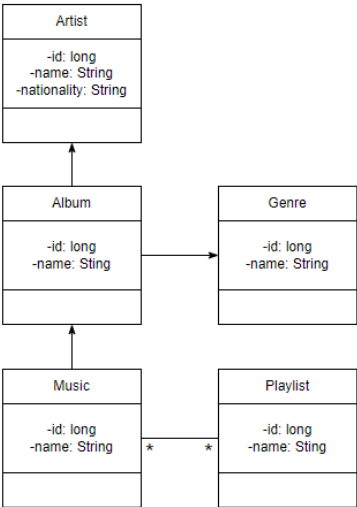 Artist
-id: long
-name: String
-nationality: String
Album
-id: long
-name: Sting
Genre
-id: long
-name: String
Music
-id: long
-name: String
*
*
Playlist
-id: long
-name: Sting